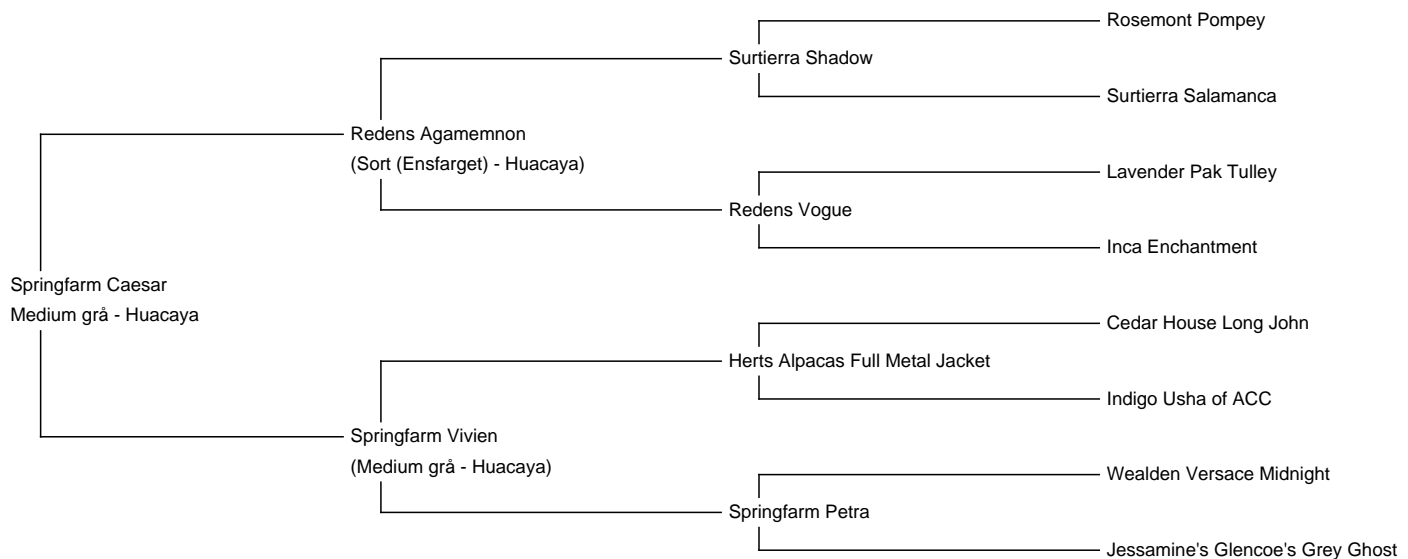 Rosemont Pompey
Surtierra Shadow
Surtierra Salamanca
Redens Agamemnon
(Sort (Ensfarget) - Huacaya)
Lavender Pak Tulley
Redens Vogue
Inca Enchantment
Springfarm Caesar
Medium grå - Huacaya
Cedar House Long John
Herts Alpacas Full Metal Jacket
Indigo Usha of ACC
Springfarm Vivien
(Medium grå - Huacaya)
Wealden Versace Midnight
Springfarm Petra
Jessamine's Glencoe's Grey Ghost